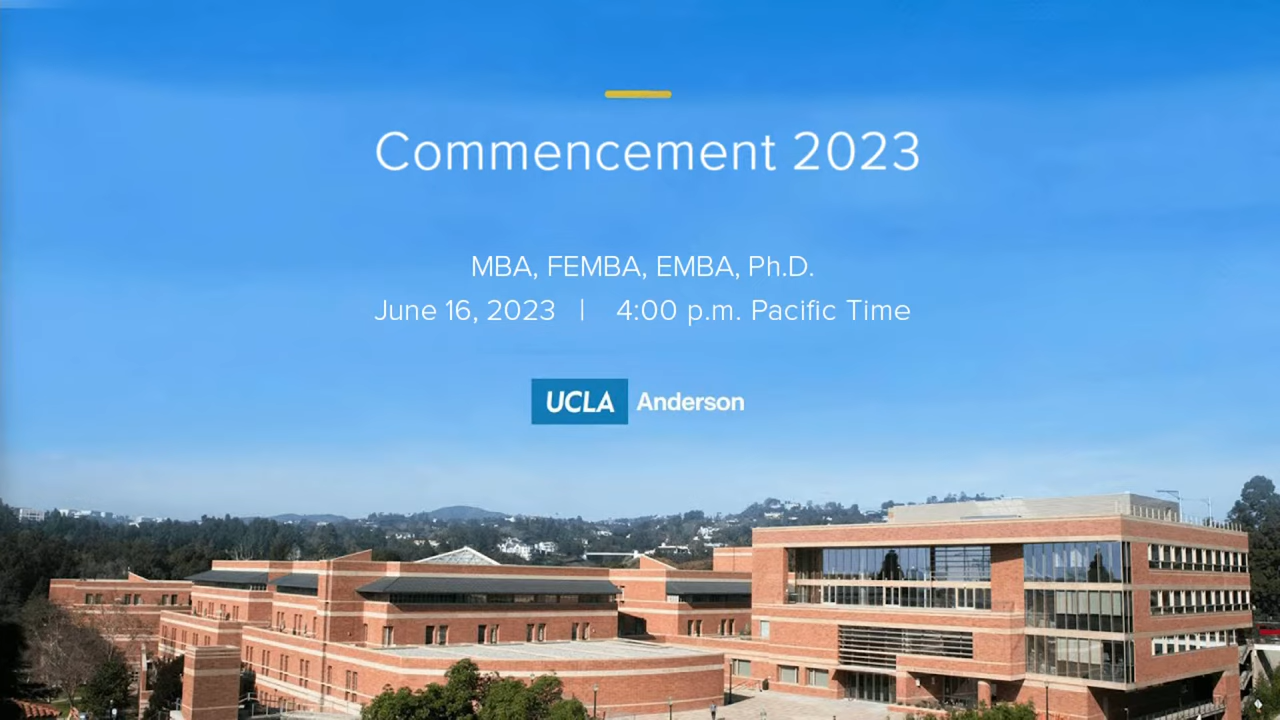 Commencement 2023
MBA, FEMBA, EMBA, Ph.D.
June 16, 2023 | 4:00 p.m. Pacific Time
UCLA Anderson